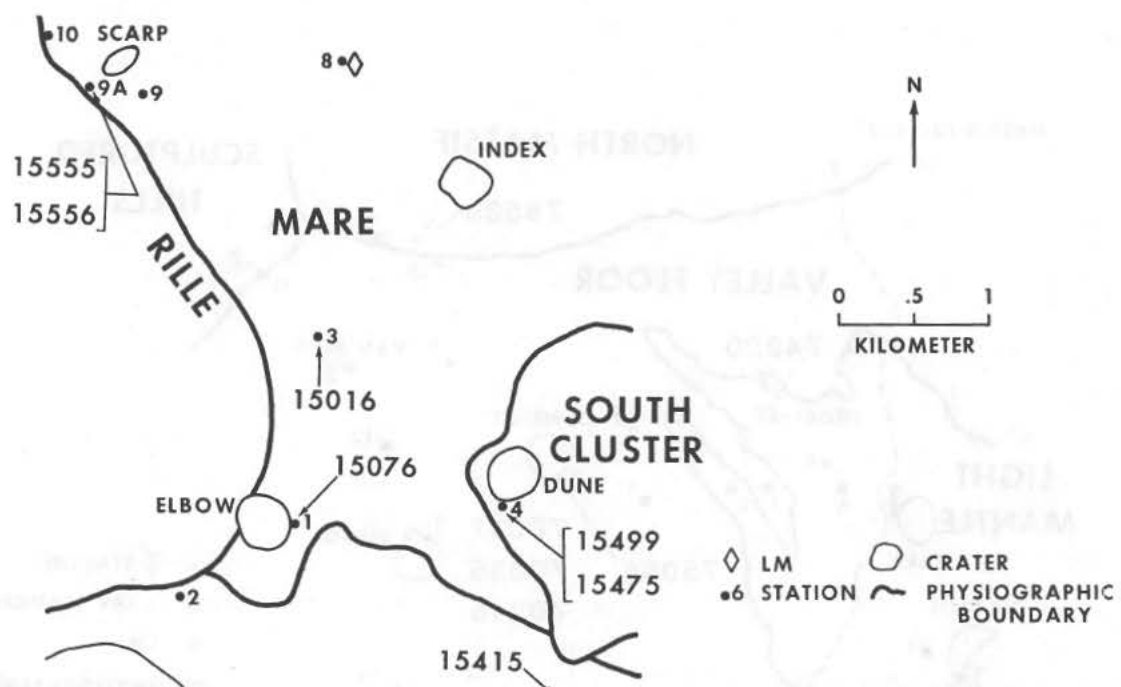 10 SCARP
8
N
9A 9
INDEX
15555
15556
MARE
RILLE
0 .5 1
KILOMETER
3
15016
SOUTH
CLUSTER
15076
DUNE
ELBOW
1
4
15499
15475
LM
CRATER
6 STATION
PHYSIOGRAPHIC
BOUNDARY
2
15415